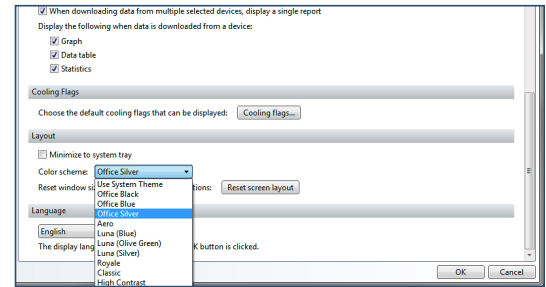 When downloading data from multiple selected devices, display a single report
Display the following when data is downloaded from a device:
Graph
Data table
Statistics
Cooling Flags
Choose the default cooling flags that can be displayed: Cooling flags...
Layout
Minimize to system tray
Color scheme: Office Silver
Use System Theme
Office Black
Office Blue
Office Silver
Aero
Luna (Blue)
Luna (Olive Green)
Luna (Silver)
Royale
Classic
High Contrast
Reset window tions: Reset screen layout
Language
English
The display lang K button is clicked.
OK Cancel